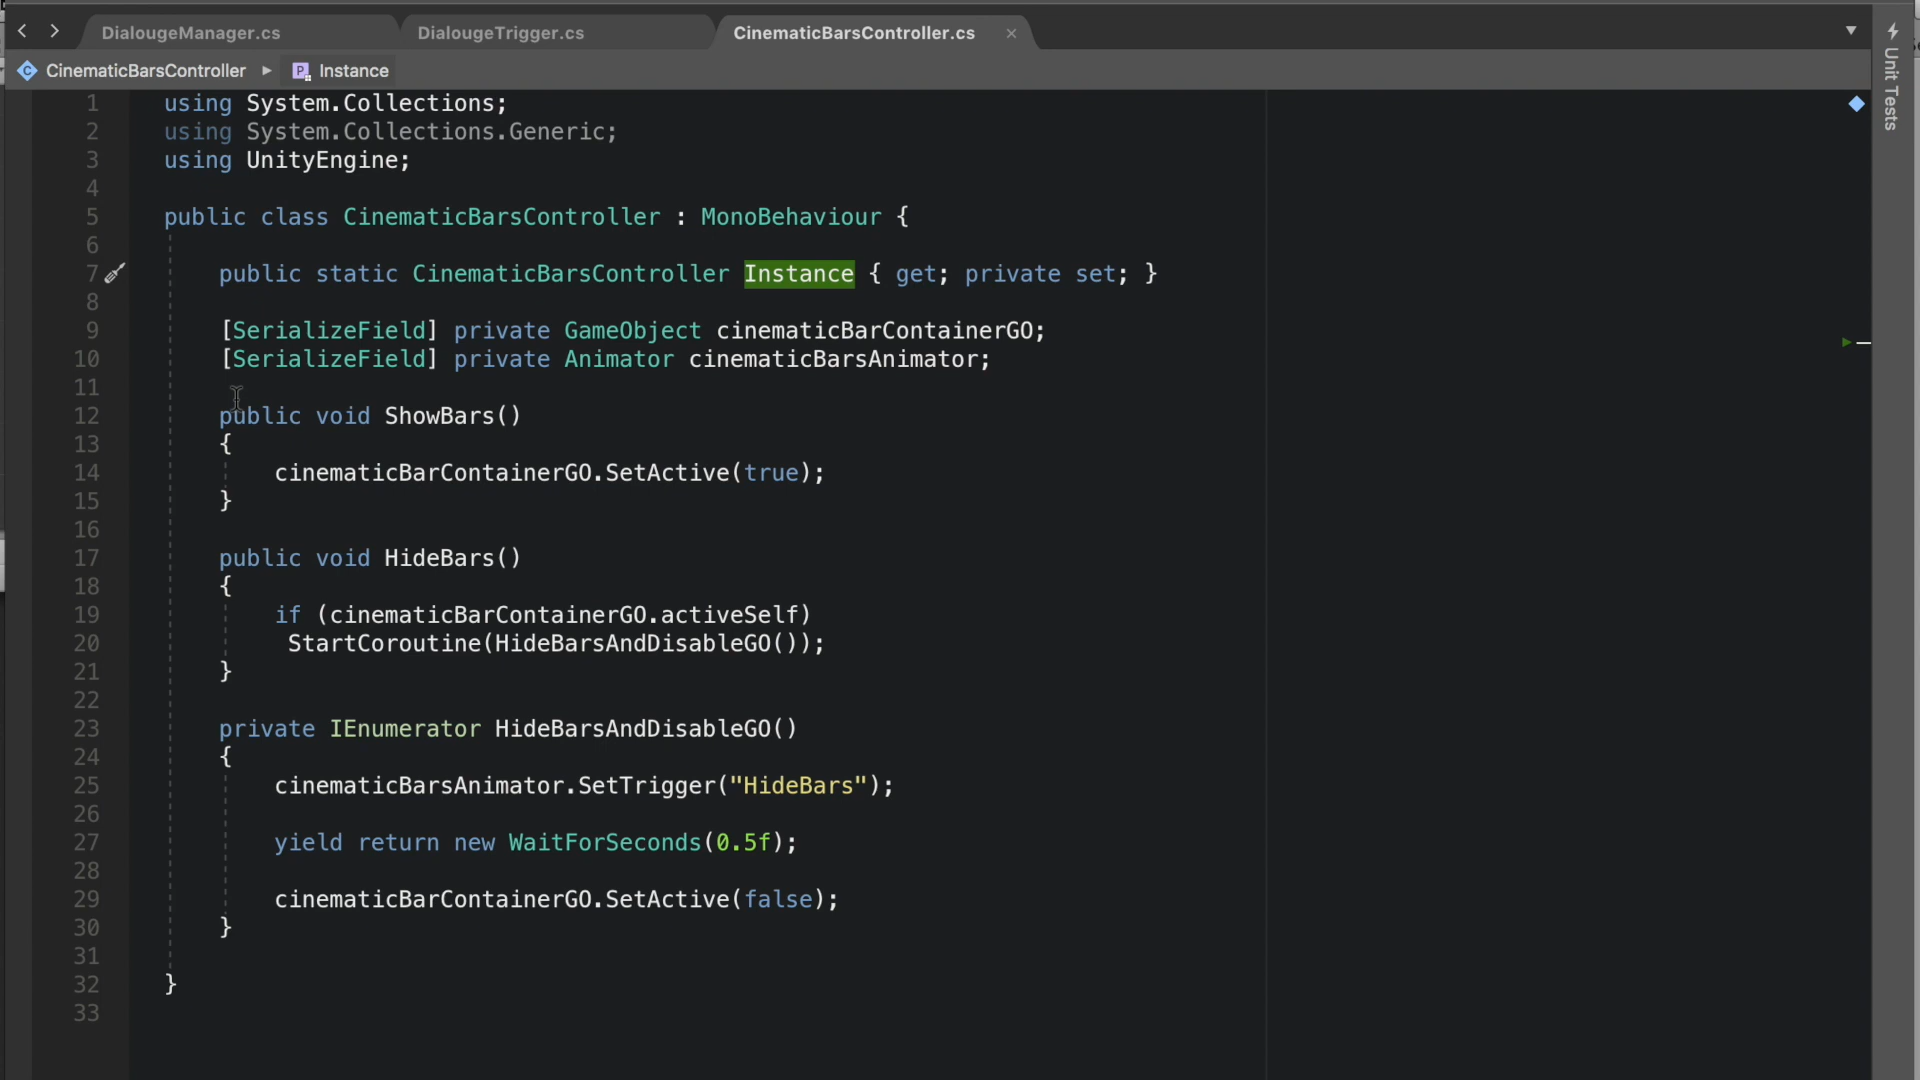 DialougeManager.cs
DialougeTrigger.cs
CinematicBarsController.cs
CinematicBarsController
Instance
Unit Tests
1 using System.Collections;
2 using System.Collections.Generic;
3 using UnityEngine;
4
5 public class CinematicBarsController : MonoBehaviour {
6
7 public static CinematicBarsController Instance { get; private set; }
8
9 [SerializeField] private GameObject cinematicBarContainerGO;
10 [SerializeField] private Animator cinematicBarsAnimator;
11
12 public void ShowBars()
13 {
14 cinematicBarContainerGO.SetActive(true);
15 }
16
17 public void HideBars()
18 {
19 if (cinematicBarContainerGO.activeSelf)
20 StartCoroutine(HideBarsAndDisableGO());
21 }
22
23 private IEnumerator HideBarsAndDisableGO()
24 {
25 cinematicBarsAnimator.SetTrigger("HideBars");
26
27 yield return new WaitForSeconds(0.5f);
28
29 cinematicBarContainerGO.SetActive(false);
30 }
31
32 }
33